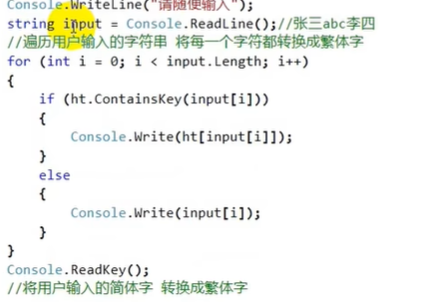 Console.WriteLine("请随便输入");
string input = Console.ReadLine();//张三abc李四
//遍历用户输入的字符串 将每一个字符都转换成繁体字
for (int i = 0; i < input.Length; i++)
{
if (ht.ContainsKey(input[i]))
{
Console.Write(ht[input[i]]);
}
else
{
Console.Write(input[i]);
}
}
Console.ReadKey();
//将用户输入的简体字 转换成繁体字